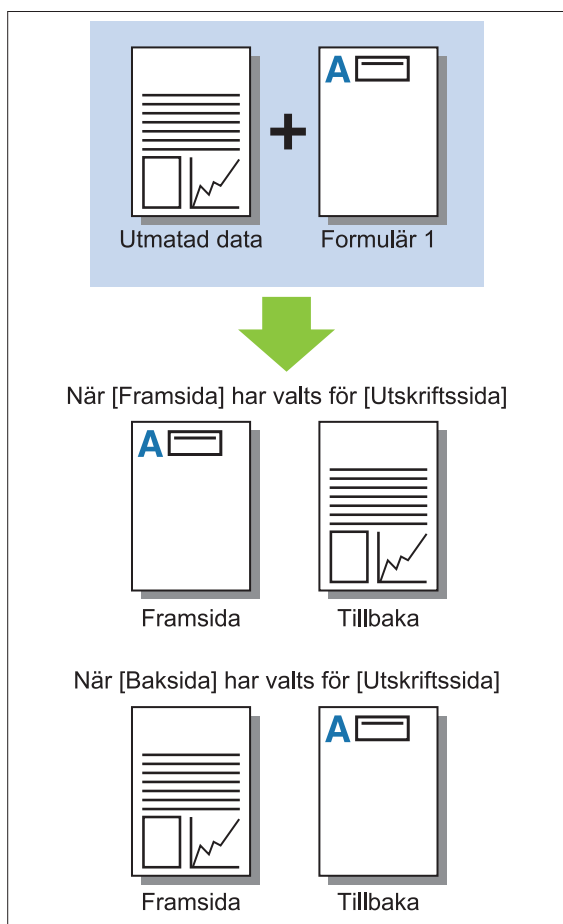 A
Utmatad data
Formulär 1
När [Framsida] har valts för [Utskriftssida]
A
Framsida
Tillbaka
När [Baksida] har valts för [Utskriftssida]
A
Framsida
Tillbaka